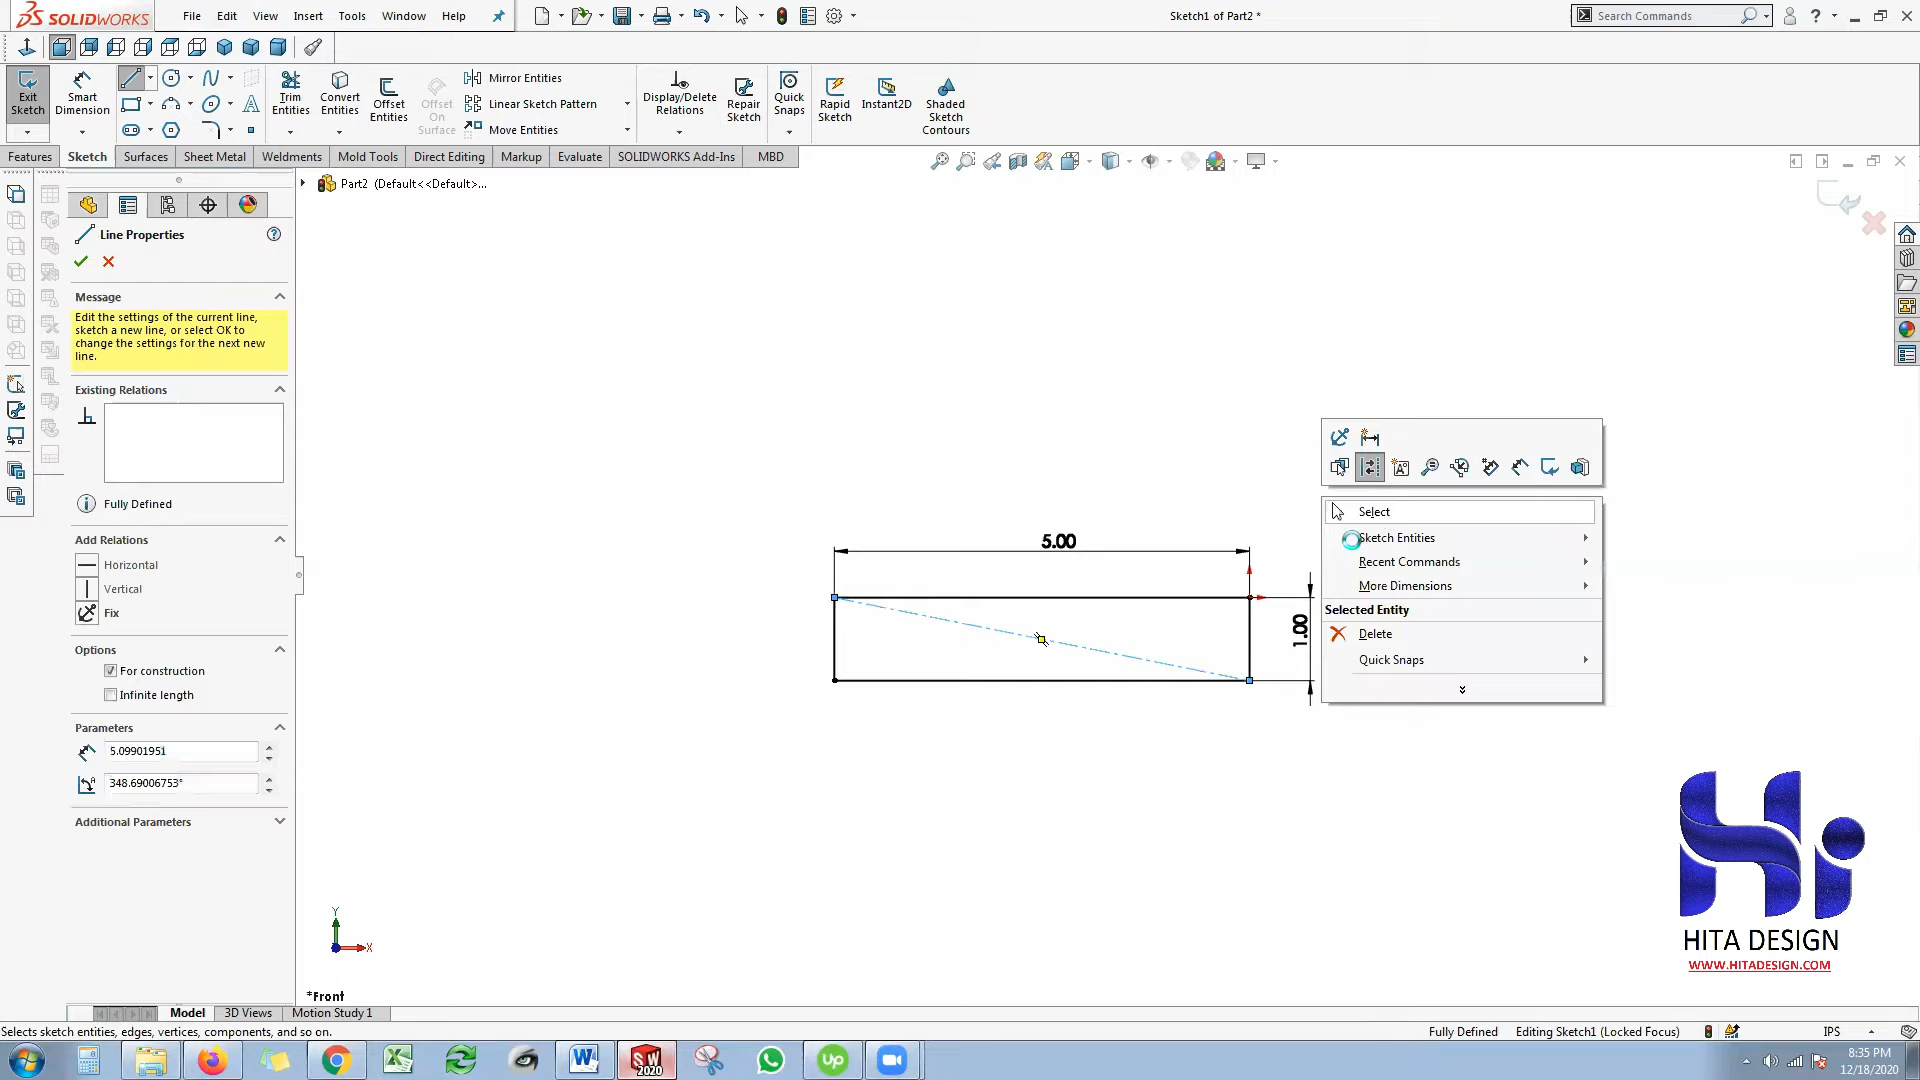 SOLIDWORKS
File Edit View Insert Tools Window Help
Sketch1 of Part2 *
Search Commands
Exit Sketch
Smart Dimension
Trim Entities
Convert Entities
Offset Entities
Offset On Surface
Mirror Entities
Linear Sketch Pattern
Move Entities
Display/Delete Relations
Repair Sketch
Quick Snaps
Rapid Sketch
Instant2D
Shaded Sketch Contours
Features Sketch Surfaces Sheet Metal Weldments Mold Tools Direct Editing Markup Evaluate SOLIDWORKS Add-Ins MBD
Part2 (Default<<Default>...
Line Properties
Message
Edit the settings of the current line,
sketch a new line, or select OK to
change the settings for the next new
line.
Existing Relations
Fully Defined
Add Relations
Horizontal
Vertical
Fix
Options
For construction
Infinite length
Parameters
5.09901951
348.69006753°
Additional Parameters
5.00
1.00
Select
Sketch Entities
Recent Commands
More Dimensions
Selected Entity
Delete
Quick Snaps
Y
X
*Front
HITA DESIGN
WWW.HITADESIGN.COM
Model 3D Views Motion Study 1
Selects sketch entities, edges, vertices, components, and so on.
Fully Defined Editing Sketch1 (Locked Focus) IPS
SW 2020
W
Up
8:35 PM
12/18/2020